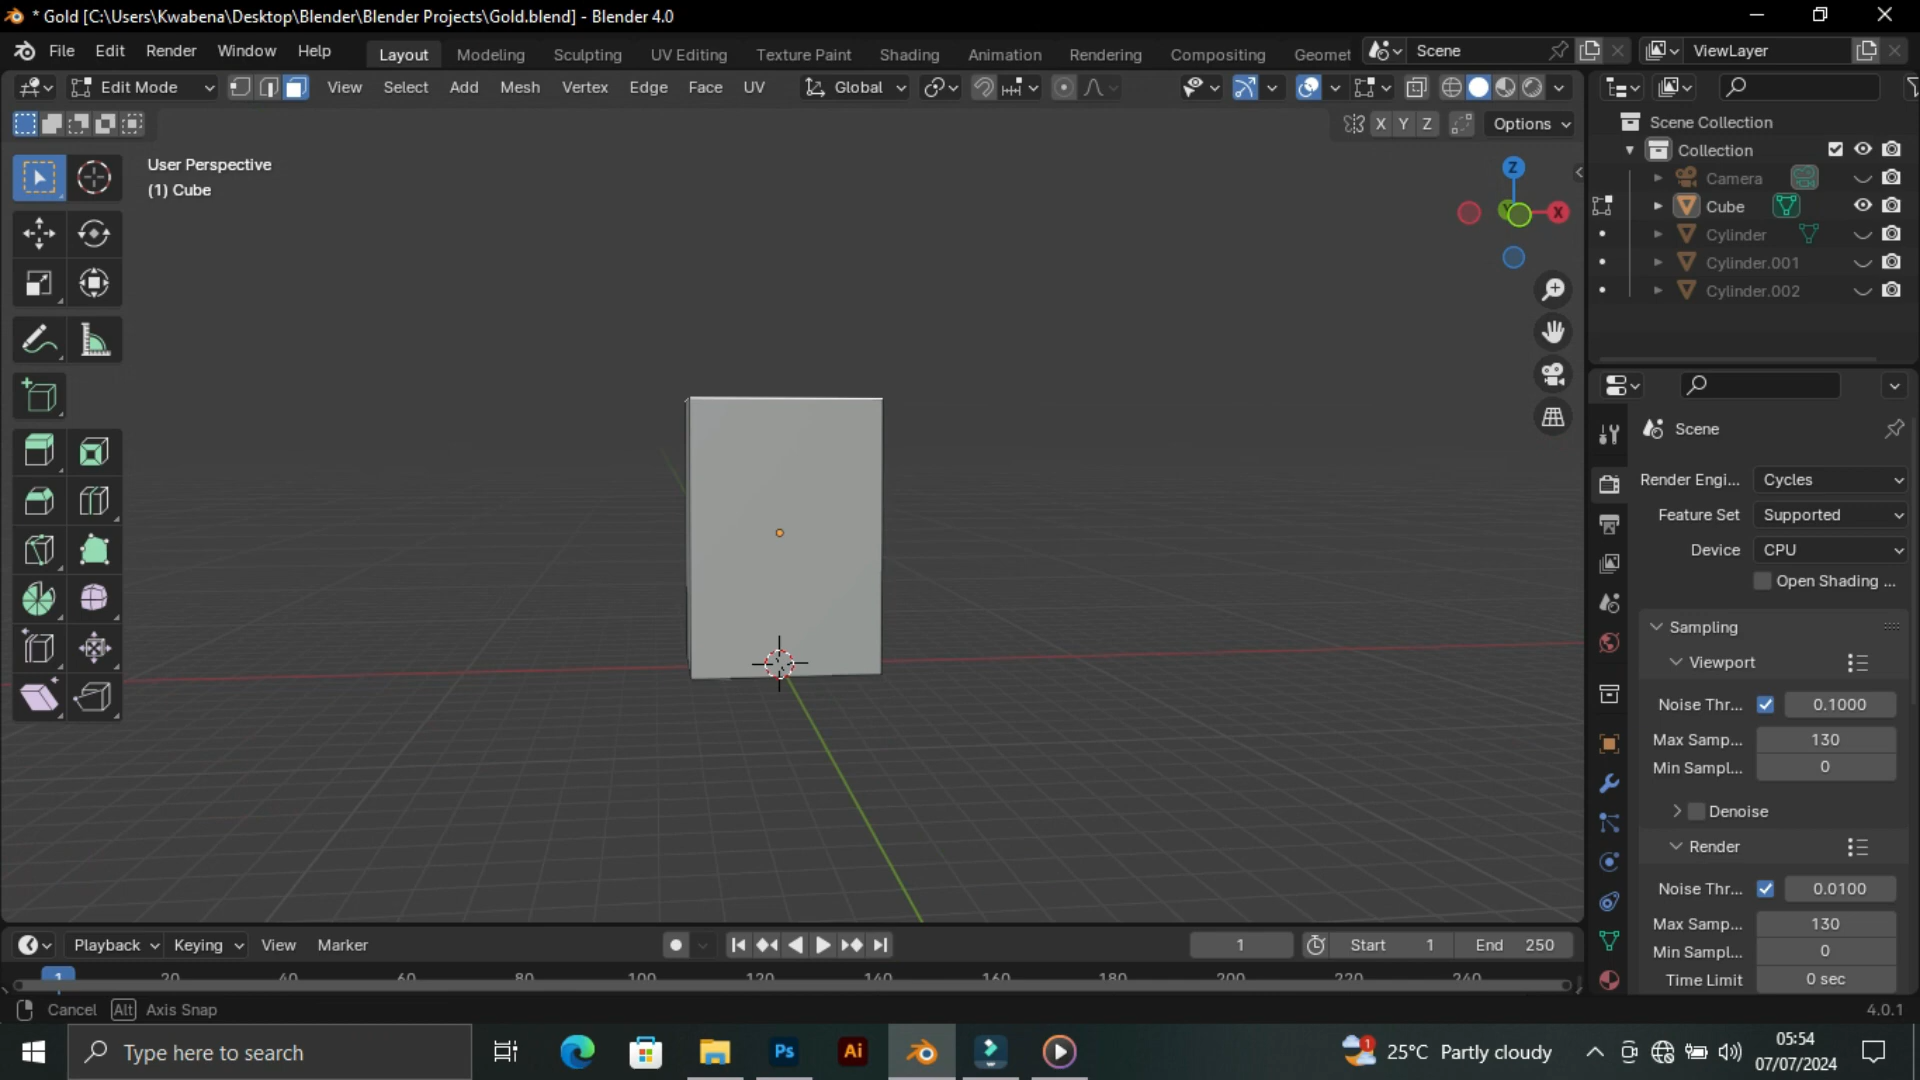 * Gold [C:\Users\Kwabena\Desktop\Blender\Blender Projects\Gold.blend] - Blender 4.0
File Edit Render Window Help Layout Modeling Sculpting UV Editing Texture Paint Shading Animation Rendering Compositing Geomet Scene ViewLayer
Edit Mode View Select Add Mesh Vertex Edge Face UV Global
X Y Z Options
User Perspective
(1) Cube
Z
X
Y
Scene Collection
Collection
Camera
Cube
Cylinder
Cylinder.001
Cylinder.002
Scene
Render Engi... Cycles
Feature Set Supported
Device CPU
Open Shading ...
Sampling
Viewport
Noise Thr... 0.1000
Max Samp... 130
Min Sampl... 0
Denoise
Render
Noise Thr... 0.0100
Max Samp... 130
Min Sampl... 0
Time Limit 0 sec
Playback Keying View Marker 1 Start 1 End 250
1 20 40 60 80 100 120 140 160 180 200 220 240
Cancel Alt Axis Snap 4.0.1
Type here to search Ps Ai 1 25°C Partly cloudy 05:54
07/07/2024